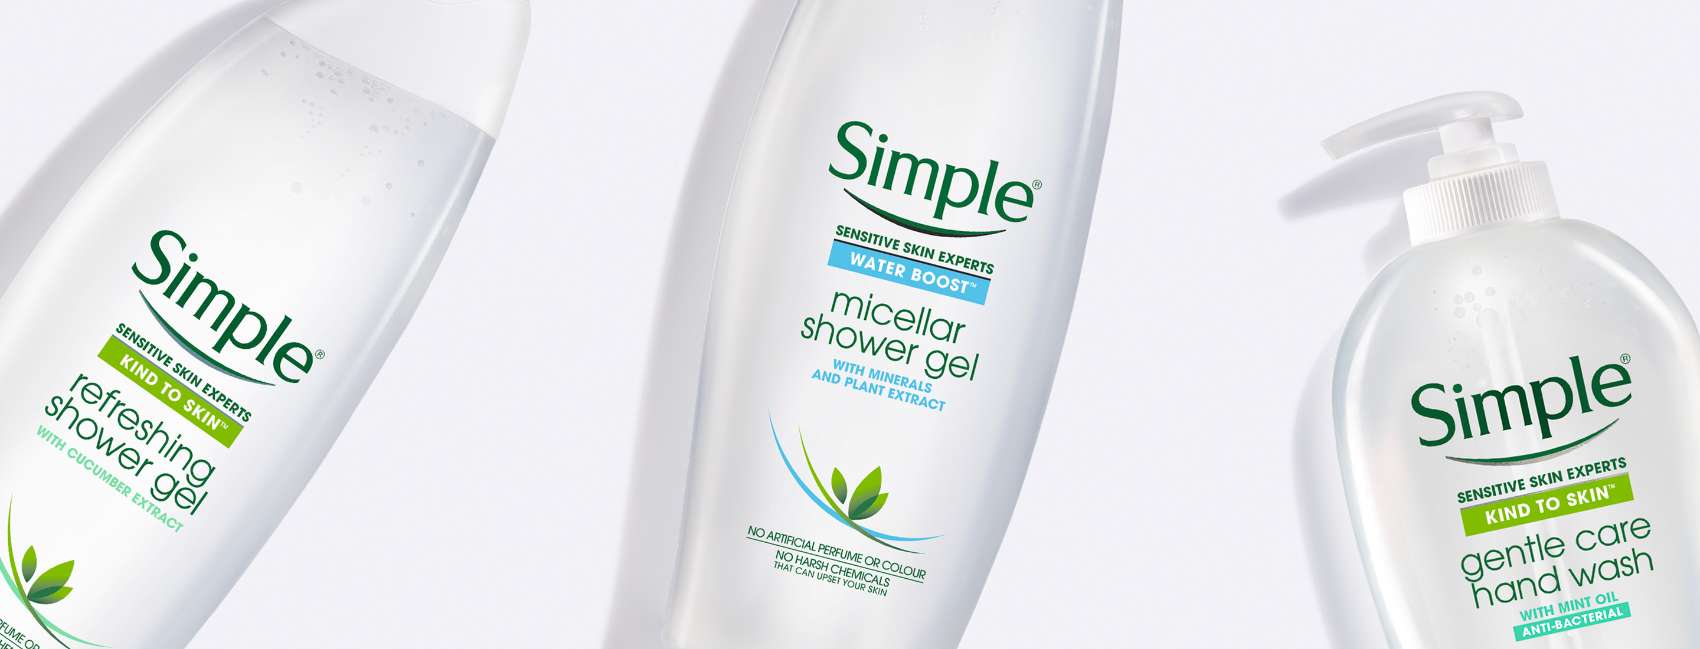 Simple®
SENSITIVE SKIN EXPERTS
KIND TO SKIN™
refreshing
shower gel
WITH CUCUMBER EXTRACT
Simple®
SENSITIVE SKIN EXPERTS
WATER BOOST™
micellar
shower gel
WITH MINERALS
AND PLANT EXTRACT
NO ARTIFICIAL PERFUME OR COLOUR
NO HARSH CHEMICALS
THAT CAN UPSET YOUR SKIN
Simple®
SENSITIVE SKIN EXPERTS
KIND TO SKIN™
gentle care
hand wash
WITH MINT OIL
ANTI-BACTERIAL